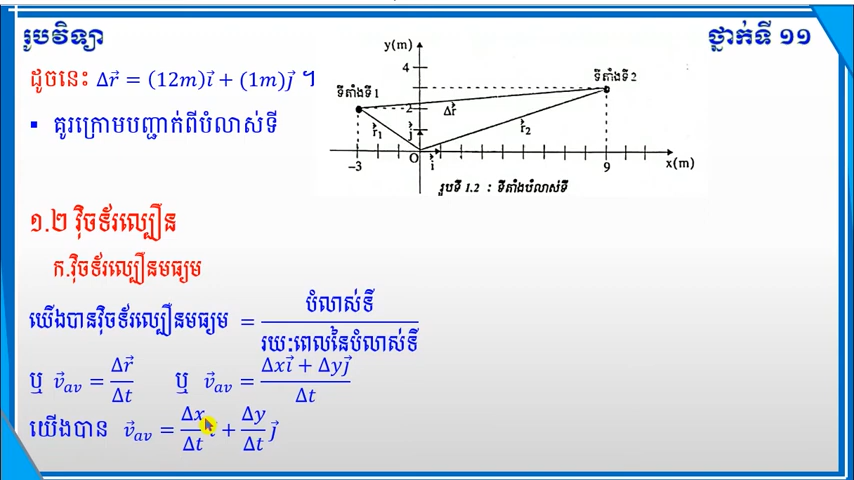 រូបវិទ្យា
ថ្នាក់ទី ១១
ដូចនេះ Δr⃗ = (12m)i⃗ + (1m)j⃗ ។
▪ គូរក្រោមបញ្ជាក់ពីបំលាស់ទី
y(m)
4
ទីតាំងទី2
ទីតាំងទី1
2
Δr⃗
r⃗₁
j⃗
r⃗₂
O
i⃗
-3
9
x(m)
រូបទី 1.2 : ទីតាំងបំលាស់ទី
១.២ វ៉ិចទ័រល្បឿន
ក.វ៉ិចទ័រល្បឿនមធ្យម
យើងបានវ៉ិចទ័រល្បឿនមធ្យម = បំលាស់ទី / រយៈពេលនៃបំលាស់ទី
ឬ v⃗av = Δr⃗ / Δt ឬ v⃗av = Δxi⃗ + Δyj⃗ / Δt
យើងបាន v⃗av = Δx / Δt i⃗ + Δy / Δt j⃗